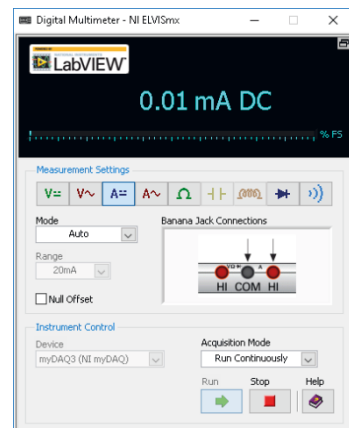 Digital Multimeter - NI ELVISmx
LabVIEW
0.01 mA DC
% FS
Measurement Settings
V= V~ A= A~ Ω
Mode
Banana Jack Connections
Auto
Range
20mA
VΩ A
HI COM HI
Null Offset
Instrument Control
Device
Acquisition Mode
myDAQ3 (NI myDAQ)
Run Continuously
Run Stop Help